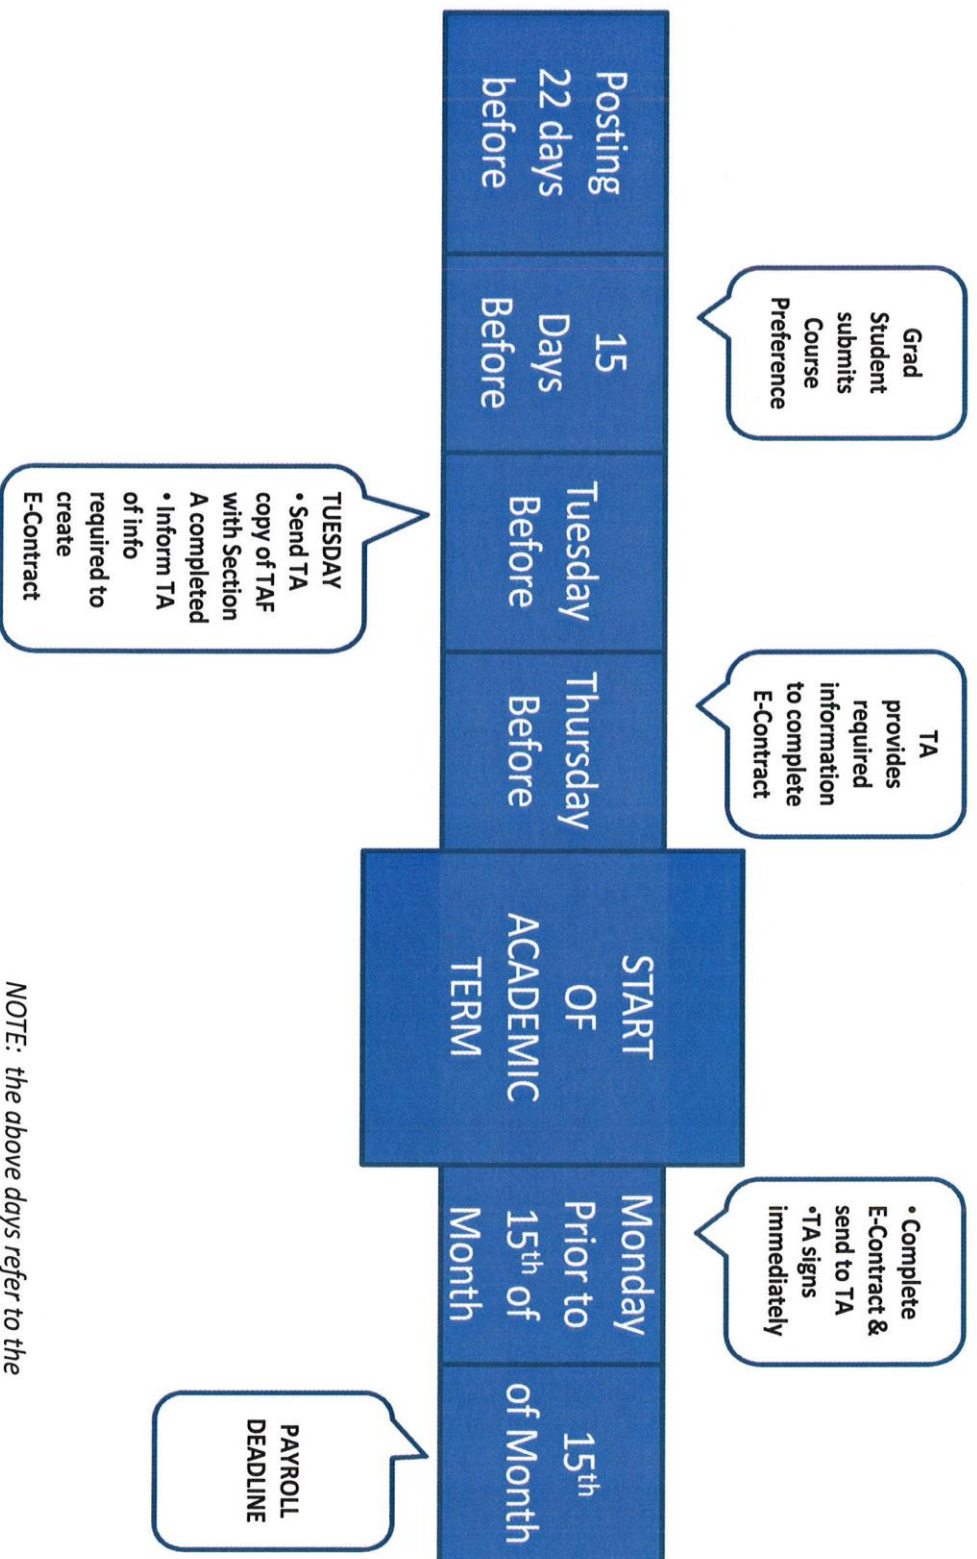 Grad
Student
submits
Course
Preference
TA
provides
required
information
to complete
E-Contract
• Complete
E-Contract &
send to TA
•TA signs
immediately
Posting
22 days
before
15
Days
Before
Tuesday
Before
Thursday
Before
START
OF
ACADEMIC
TERM
Monday
Prior to
15th of
Month
15th
of Month
TUESDAY
• Send TA
copy of TAF
with Section
A completed
• Inform TA
of info
required to
create
E-Contract
PAYROLL
DEADLINE
NOTE: the above days refer to the